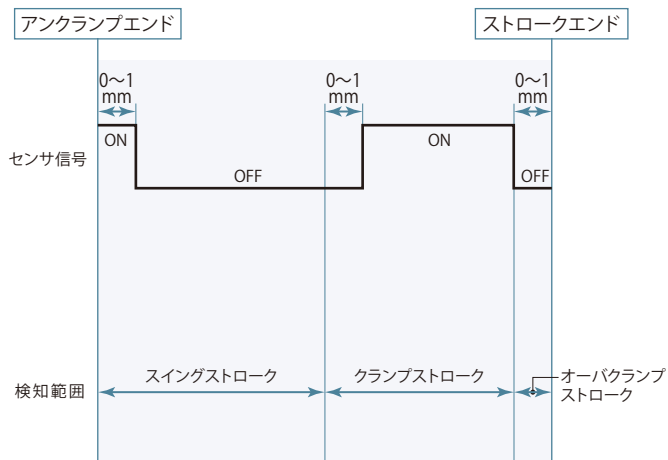 アンクランプエンド
ストロークエンド
0〜1
mm
0〜1
mm
0〜1
mm
センサ信号
ON
OFF
ON
OFF
検知範囲
スイングストローク
クランプストローク
オーバクランプ
ストローク